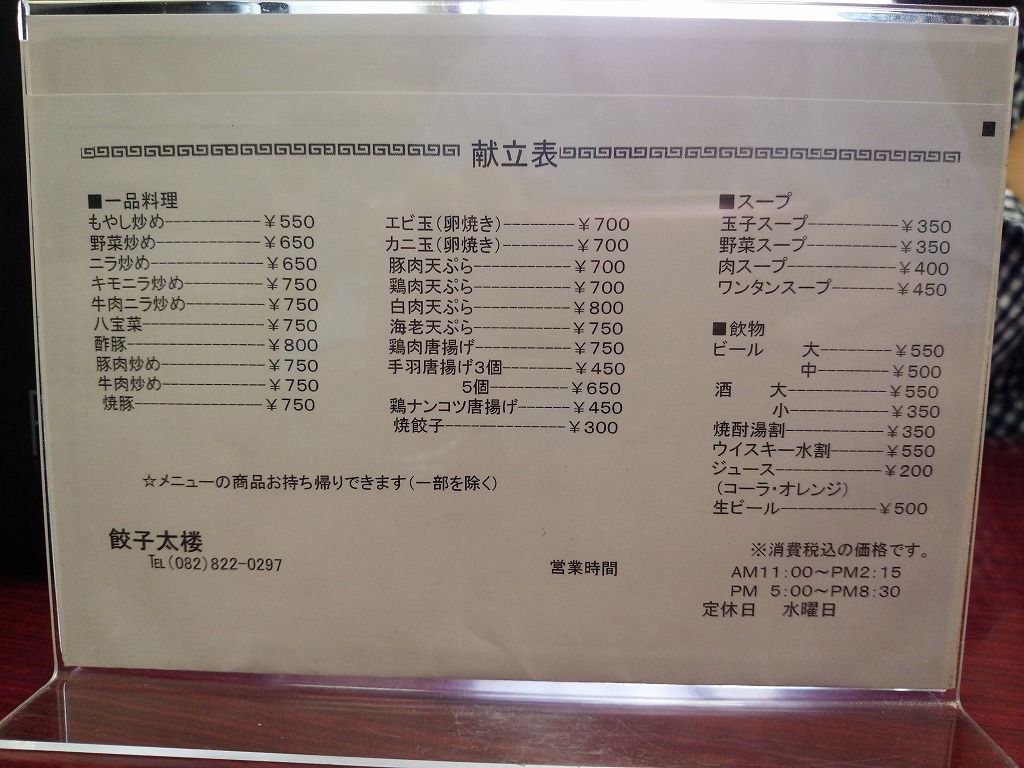 献立表
■一品料理
もやし炒め-----------￥550
野菜炒め-------------￥650
ニラ炒め-------------￥650
キモニラ炒め---------￥750
牛肉ニラ炒め---------￥750
八宝菜--------------￥750
酢豚----------------￥800
豚肉炒め------------￥750
牛肉炒め------------￥750
焼豚---------------￥750
エビ玉(卵焼き)--------￥700
カニ玉(卵焼き)--------￥700
豚肉天ぷら-----------￥700
鶏肉天ぷら-----------￥700
白肉天ぷら-----------￥800
海老天ぷら-----------￥750
鶏肉唐揚げ-----------￥750
手羽唐揚げ3個--------￥450
5個---------￥650
鶏ナンコツ唐揚げ------￥450
焼餃子--------------￥300
■スープ
玉子スープ----------￥350
野菜スープ----------￥350
肉スープ------------￥400
ワンタンスープ-------￥450
■飲物
ビール 大--------￥550
中--------￥500
酒 大---------￥550
小---------￥350
焼酎湯割-----------￥350
ウイスキー水割------￥550
ジュース------------￥200
(コーラ・オレンジ)
生ビール-----------￥500
☆メニューの商品お持ち帰りできます(一部を除く)
餃子太楼
℡(082)822-0297
※消費税込の価格です。
営業時間 AM11:00～PM2:15
PM 5:00～PM8:30
定休日 水曜日